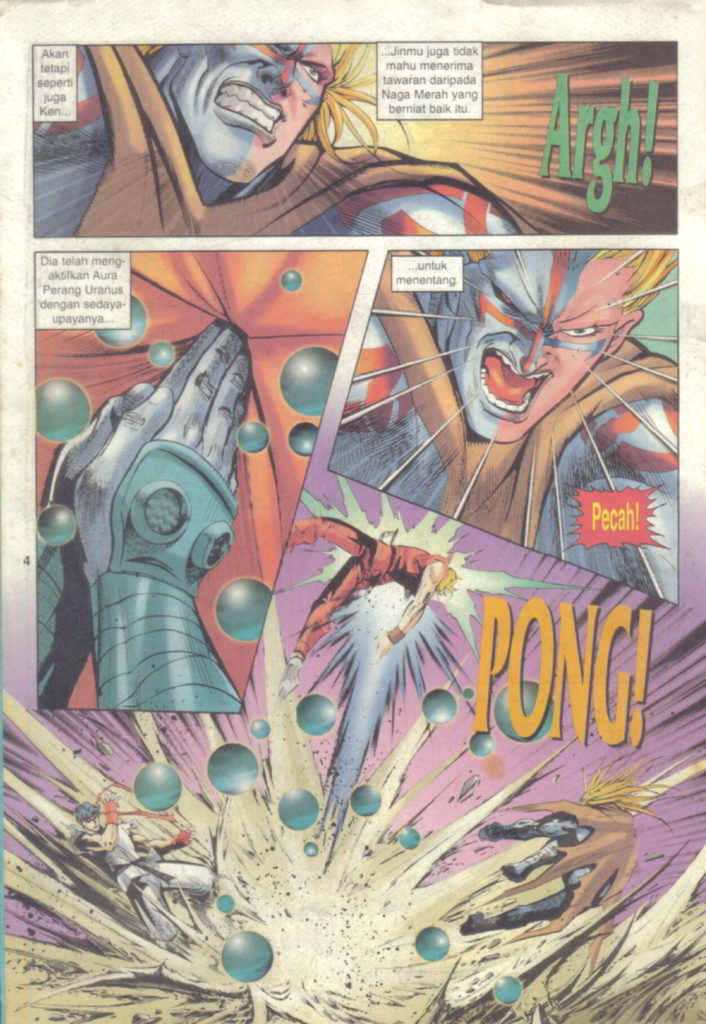 Akan
tetapi
seperti
juga
Ken...
...Jinmu juga tidak
mahu menerima
tawaran daripada
Naga Merah yang
berniat baik itu.
Argh!
Dia telah meng-
aktifkan Aura
Perang Uranus
dengan sedaya-
upayanya...
...untuk
menentang.
Pecah!
4
PONG!